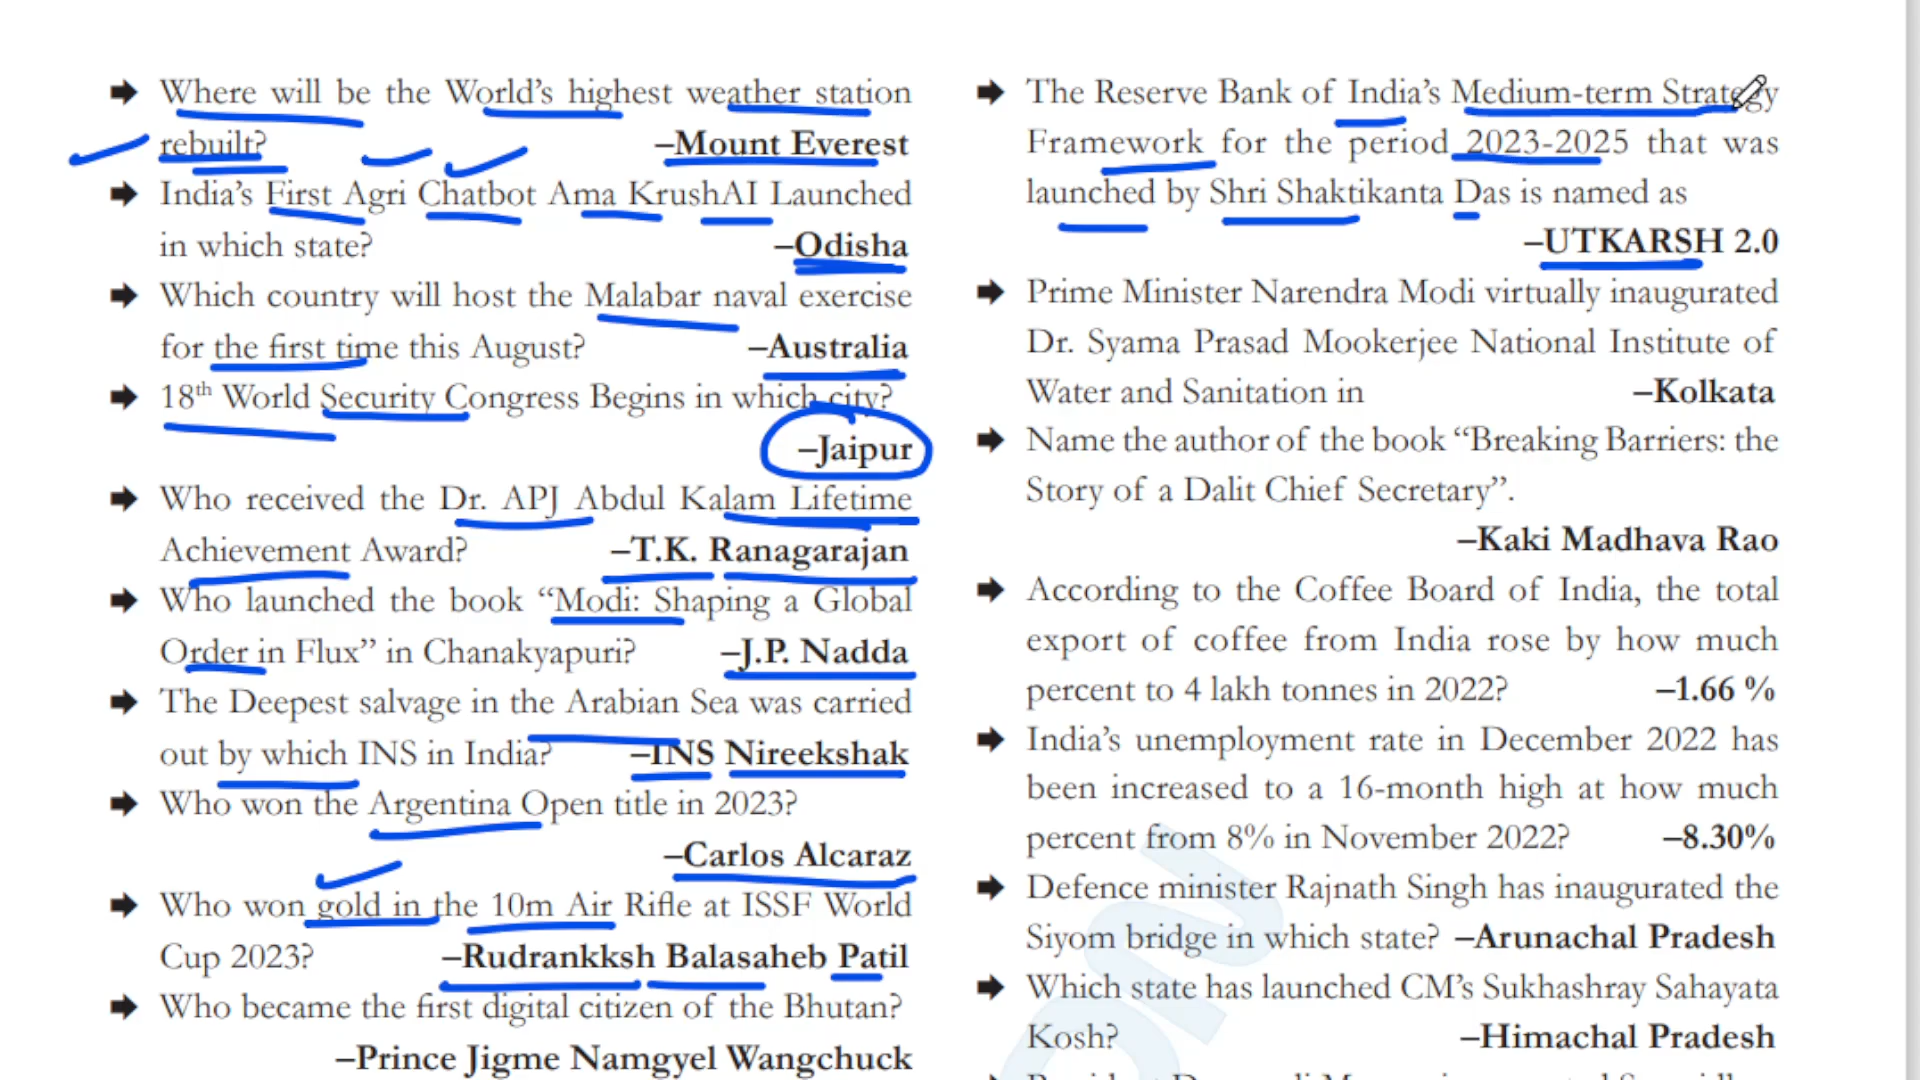 ➡ Where will be the World's highest weather station
rebuilt? –Mount Everest
➡ India's First Agri Chatbot Ama KrushAI Launched
in which state? –Odisha
➡ Which country will host the Malabar naval exercise
for the first time this August? –Australia
➡ 18th World Security Congress Begins in which city?
–Jaipur
➡ Who received the Dr. APJ Abdul Kalam Lifetime
Achievement Award? –T.K. Ranagarajan
➡ Who launched the book “Modi: Shaping a Global
Order in Flux” in Chanakyapuri? –J.P. Nadda
➡ The Deepest salvage in the Arabian Sea was carried
out by which INS in India? –INS Nireekshak
➡ Who won the Argentina Open title in 2023?
–Carlos Alcaraz
➡ Who won gold in the 10m Air Rifle at ISSF World
Cup 2023? –Rudrankksh Balasaheb Patil
➡ Who became the first digital citizen of the Bhutan?
–Prince Jigme Namgyel Wangchuck
➡ The Reserve Bank of India's Medium-term Strategy
Framework for the period 2023-2025 that was
launched by Shri Shaktikanta Das is named as
–UTKARSH 2.0
➡ Prime Minister Narendra Modi virtually inaugurated
Dr. Syama Prasad Mookerjee National Institute of
Water and Sanitation in –Kolkata
➡ Name the author of the book “Breaking Barriers: the
Story of a Dalit Chief Secretary”.
–Kaki Madhava Rao
➡ According to the Coffee Board of India, the total
export of coffee from India rose by how much
percent to 4 lakh tonnes in 2022? –1.66 %
➡ India's unemployment rate in December 2022 has
been increased to a 16-month high at how much
percent from 8% in November 2022? –8.30%
➡ Defence minister Rajnath Singh has inaugurated the
Siyom bridge in which state? –Arunachal Pradesh
➡ Which state has launched CM's Sukhashray Sahayata
Kosh? –Himachal Pradesh